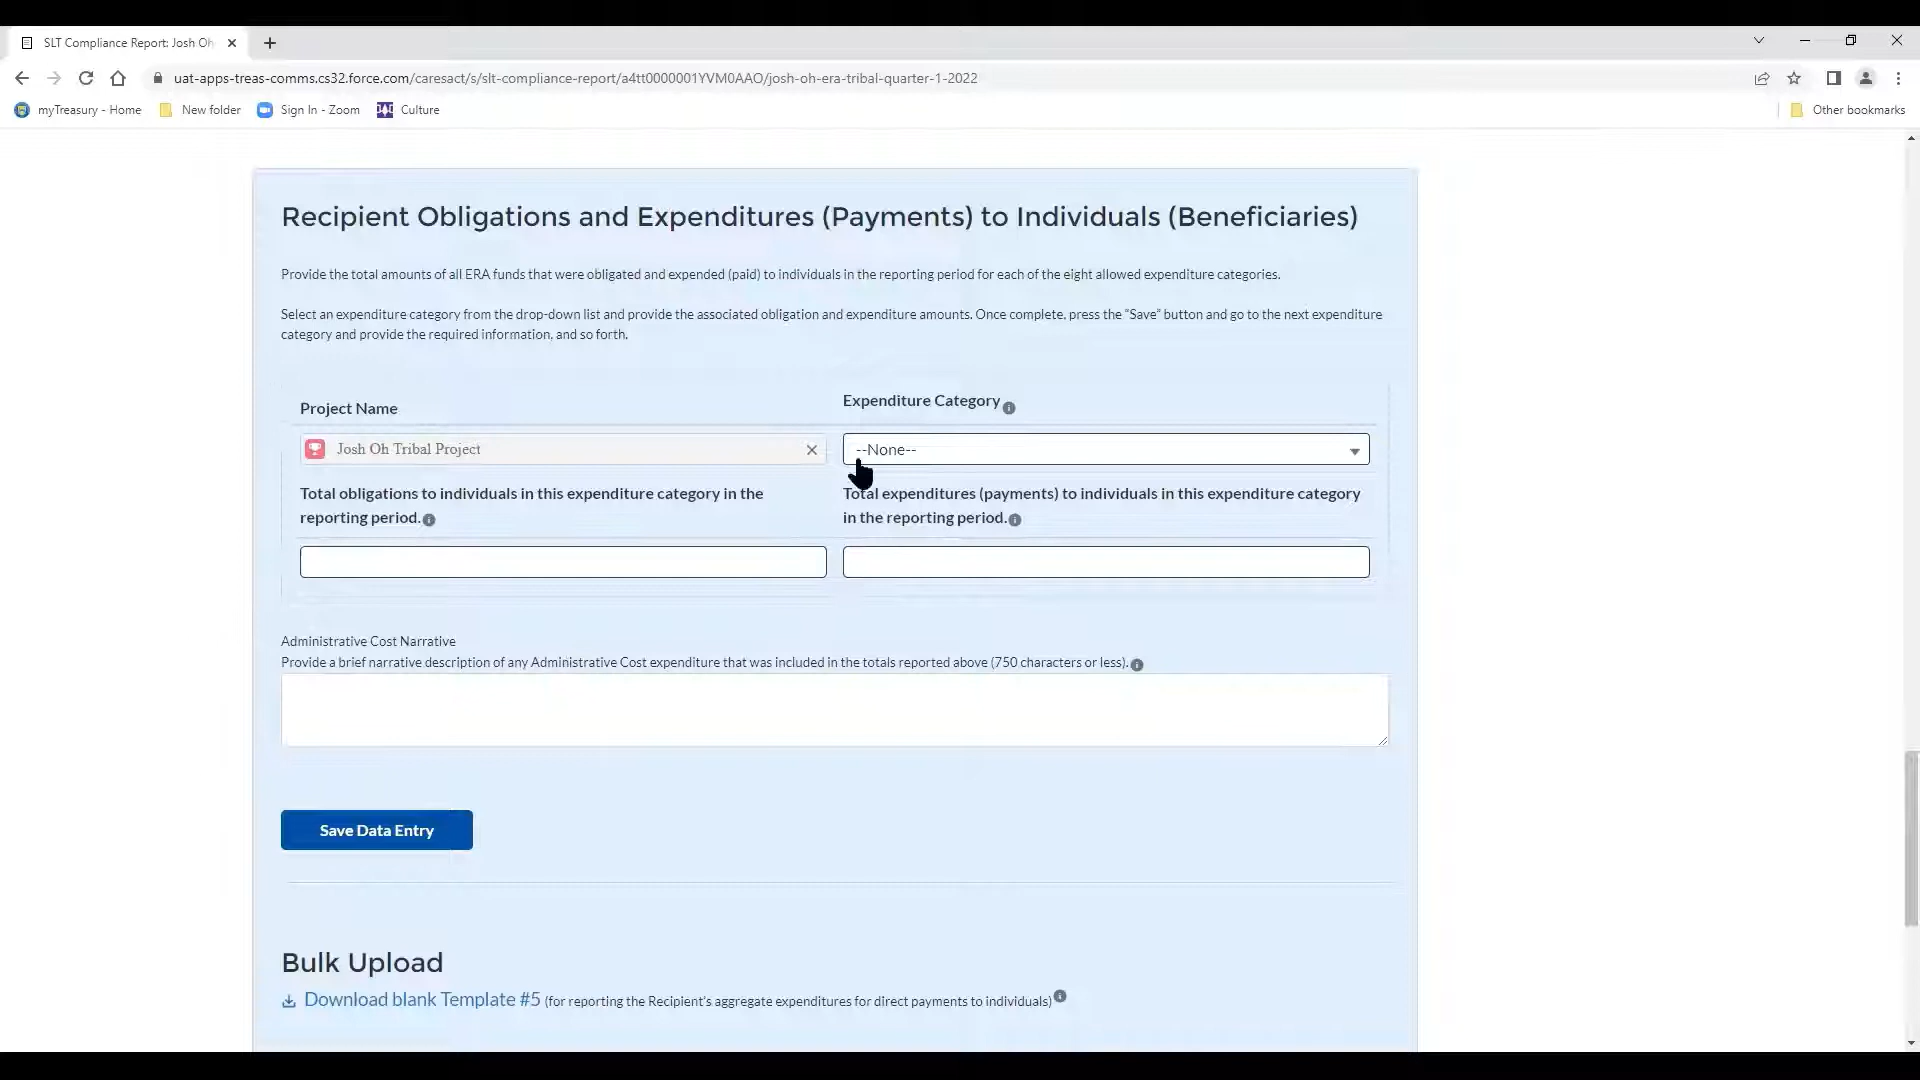 SLT Compliance Report: Josh Oh
uat-apps-treas-comms.cs32.force.com/caresact/s/slt-compliance-report/a4tt0000001YVM0AAO/josh-oh-era-tribal-quarter-1-2022
myTreasury - Home
New folder
Sign In - Zoom
Culture
Other bookmarks
Recipient Obligations and Expenditures (Payments) to Individuals (Beneficiaries)
Provide the total amounts of all ERA funds that were obligated and expended (paid) to individuals in the reporting period for each of the eight allowed expenditure categories.
Select an expenditure category from the drop-down list and provide the associated obligation and expenditure amounts. Once complete, press the "Save" button and go to the next expenditure
category and provide the required information, and so forth.
Project Name
Expenditure Category
Josh Oh Tribal Project
--None--
Total obligations to individuals in this expenditure category in the
reporting period.
Total expenditures (payments) to individuals in this expenditure category
in the reporting period.
Administrative Cost Narrative
Provide a brief narrative description of any Administrative Cost expenditure that was included in the totals reported above (750 characters or less).
Save Data Entry
Bulk Upload
Download blank Template #5 (for reporting the Recipient's aggregate expenditures for direct payments to individuals)